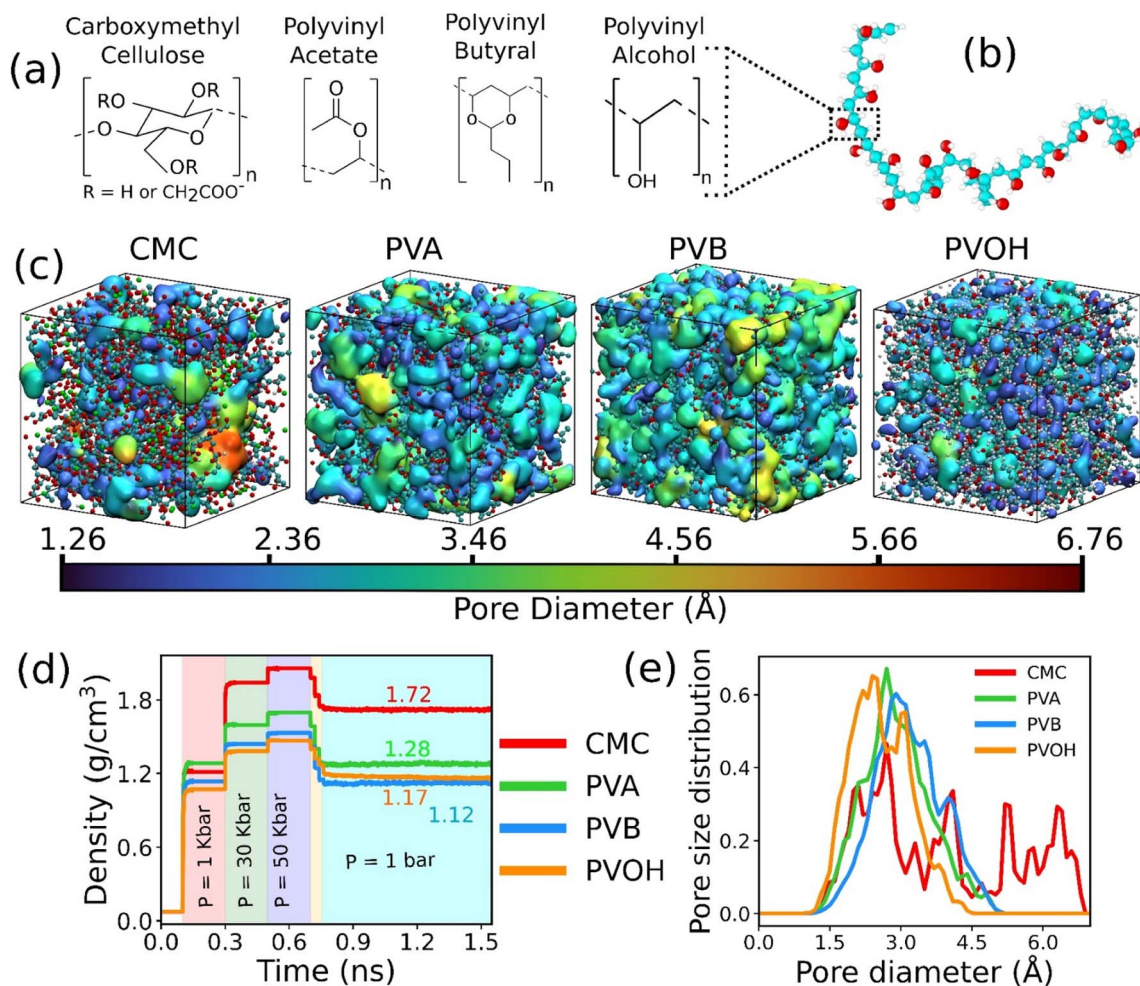 (a)
Carboxymethyl
Cellulose
Polyvinyl
Acetate
Polyvinyl
Butyral
Polyvinyl
Alcohol
(b)
RO
OR
O
O
OR
n
R = H or CH₂COO⁻
O
O
n
O O
n
OH
n
(c)
CMC
PVA
PVB
PVOH
1.26 2.36 3.46 4.56 5.66 6.76
Pore Diameter (Å)
(d)
Density (g/cm³)
1.8
1.2
0.6
0.0
P = 1 Kbar
P = 30 Kbar
P = 50 Kbar
P = 1 bar
1.72
1.28
1.17
1.12
0.0 0.3 0.6 0.9 1.2 1.5
Time (ns)
CMC
PVA
PVB
PVOH
(e)
Pore size distribution
0.6
0.4
0.2
0.0
CMC
PVA
PVB
PVOH
0.0 1.5 3.0 4.5 6.0
Pore diameter (Å)